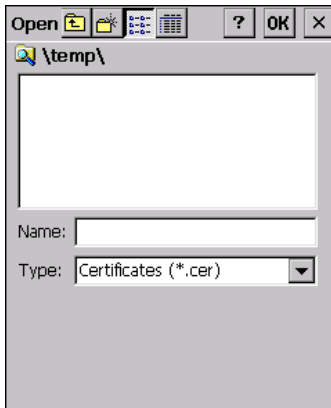 Open ? OK ×
\temp\
Name:
Type: Certificates (*.cer)